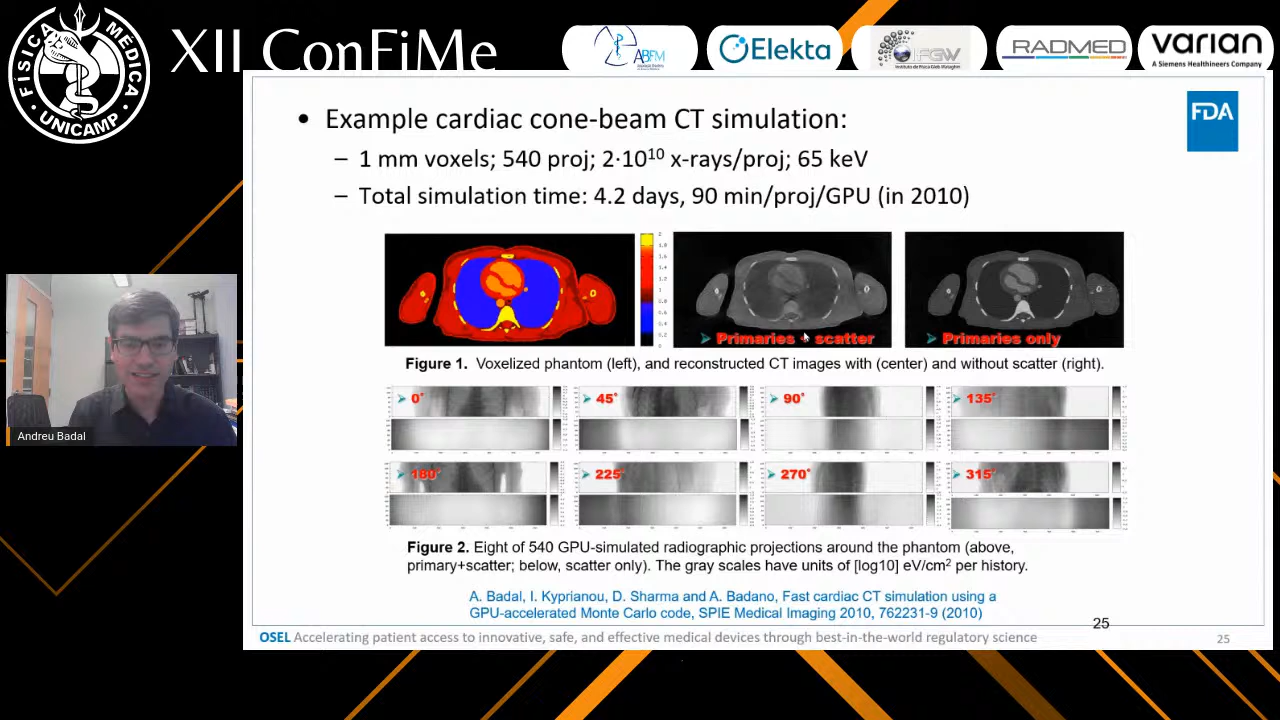 FÍSICA MÉDICA
UNICAMP
XII ConFiMe
ABFM
Elekta
IFGW
RADMED
varian
A Siemens Healthineers Company
FDA
• Example cardiac cone-beam CT simulation:
– 1 mm voxels; 540 proj; 2·10¹⁰ x-rays/proj; 65 keV
– Total simulation time: 4.2 days, 90 min/proj/GPU (in 2010)
Primaries + scatter
Primaries only
Figure 1. Voxelized phantom (left), and reconstructed CT images with (center) and without scatter (right).
0° 45° 90° 135°
180° 225° 270° 315°
Figure 2. Eight of 540 GPU-simulated radiographic projections around the phantom (above,
primary+scatter; below, scatter only). The gray scales have units of [log10] eV/cm² per history.
A. Badal, I. Kyprianou, D. Sharma and A. Badano, Fast cardiac CT simulation using a
GPU-accelerated Monte Carlo code, SPIE Medical Imaging 2010, 762231-9 (2010)
25
OSEL Accelerating patient access to innovative, safe, and effective medical devices through best-in-the-world regulatory science
25
Andreu Badal